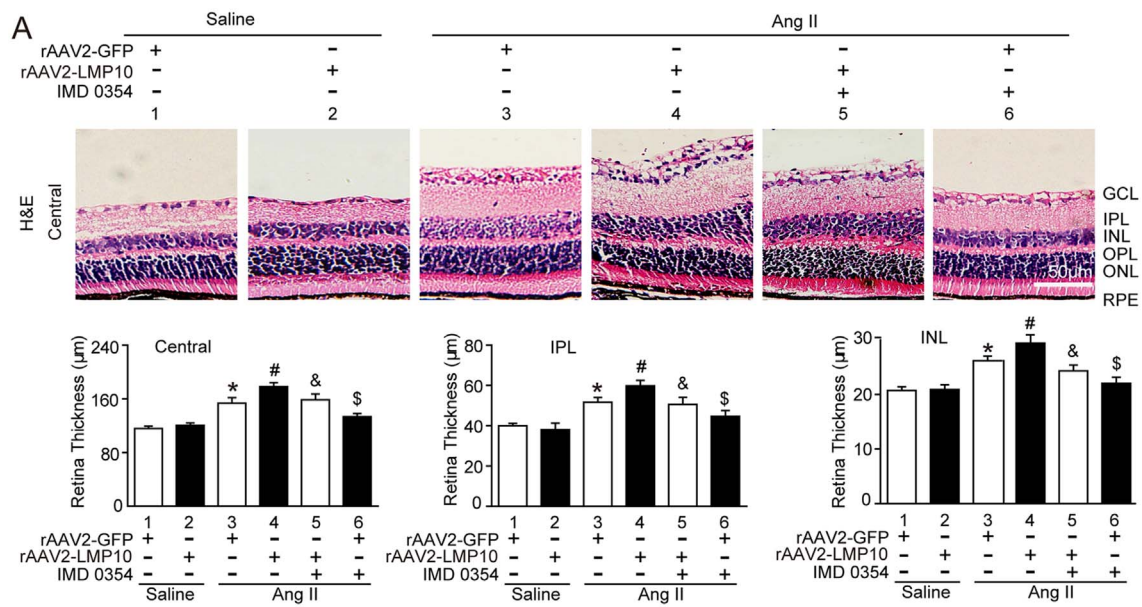 A
Saline Ang II
rAAV2-GFP + − + − − +
rAAV2-LMP10 − + − + + −
IMD 0354 − − − − + +
1 2 3 4 5 6
H&E
Central
GCL
IPL
INL
OPL
ONL
RPE
50um
Retina Thickness (μm)
240
160
80
0
Central
* # & $
1 2 3 4 5 6
rAAV2-GFP + − + − − +
rAAV2-LMP10 − + − + + −
IMD 0354 − − − − + +
Saline Ang II
Retina Thickness (μm)
80
60
40
20
0
IPL
* # & $
1 2 3 4 5 6
rAAV2-GFP + − + − − +
rAAV2-LMP10 − + − + + −
IMD 0354 − − − − + +
Saline Ang II
Retina Thickness (μm)
30
20
10
0
INL
* # & $
1 2 3 4 5 6
rAAV2-GFP + − + − − +
rAAV2-LMP10 − + − + + −
IMD 0354 − − − − + +
Saline Ang II